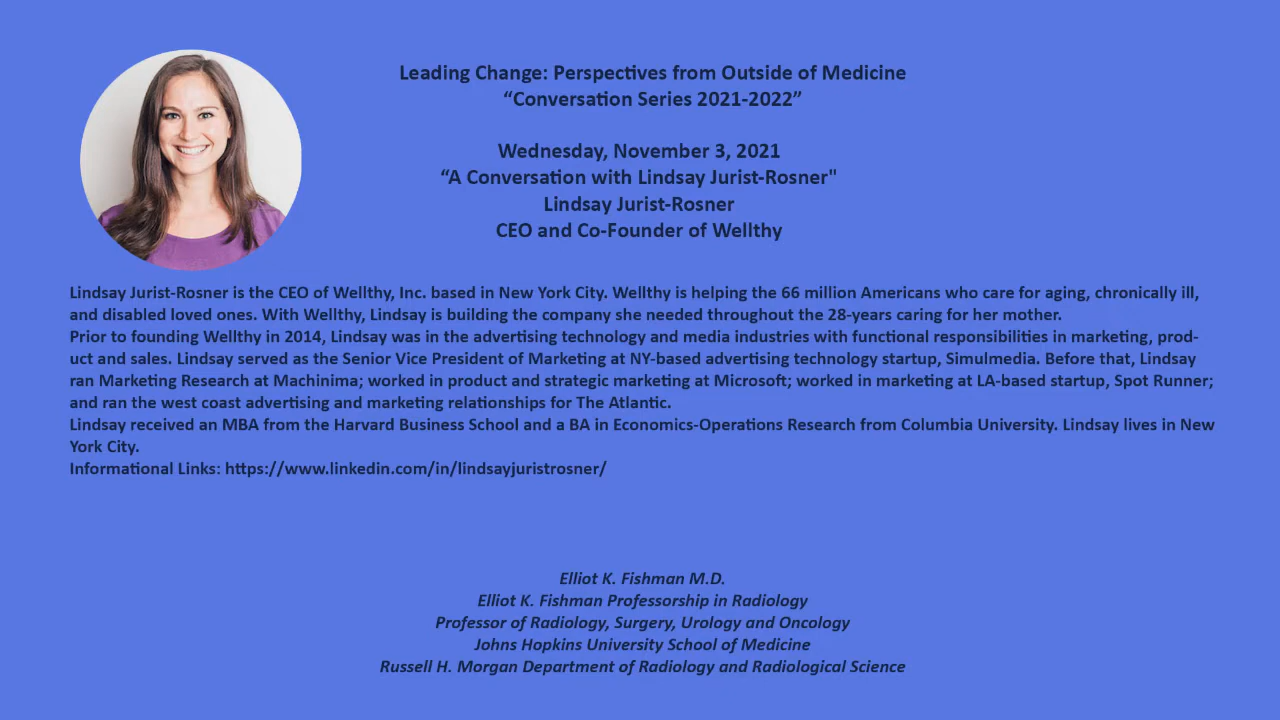 Leading Change: Perspectives from Outside of Medicine
“Conversation Series 2021-2022”
Wednesday, November 3, 2021
“A Conversation with Lindsay Jurist-Rosner"
Lindsay Jurist-Rosner
CEO and Co-Founder of Wellthy
Lindsay Jurist-Rosner is the CEO of Wellthy, Inc. based in New York City. Wellthy is helping the 66 million Americans who care for aging, chronically ill,
and disabled loved ones. With Wellthy, Lindsay is building the company she needed throughout the 28-years caring for her mother.
Prior to founding Wellthy in 2014, Lindsay was in the advertising technology and media industries with functional responsibilities in marketing, prod-
uct and sales. Lindsay served as the Senior Vice President of Marketing at NY-based advertising technology startup, Simulmedia. Before that, Lindsay
ran Marketing Research at Machinima; worked in product and strategic marketing at Microsoft; worked in marketing at LA-based startup, Spot Runner;
and ran the west coast advertising and marketing relationships for The Atlantic.
Lindsay received an MBA from the Harvard Business School and a BA in Economics-Operations Research from Columbia University. Lindsay lives in New
York City.
Informational Links: https://www.linkedin.com/in/lindsayjuristrosner/
Elliot K. Fishman M.D.
Elliot K. Fishman Professorship in Radiology
Professor of Radiology, Surgery, Urology and Oncology
Johns Hopkins University School of Medicine
Russell H. Morgan Department of Radiology and Radiological Science